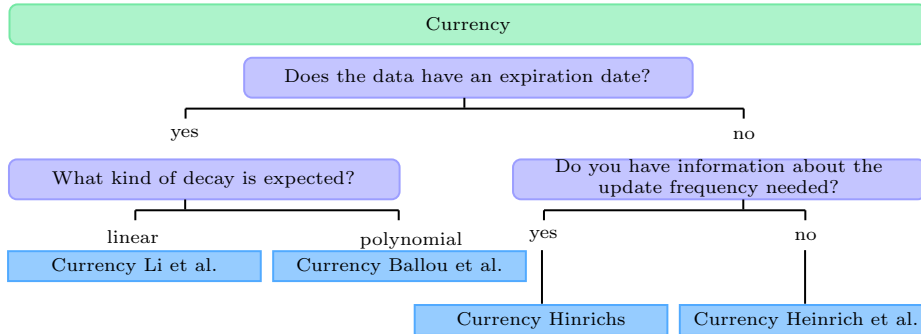 Currency
Does the data have an expiration date?
yes
no
What kind of decay is expected?
Do you have information about the
update frequency needed?
linear
polynomial
yes
no
Currency Li et al.
Currency Ballou et al.
Currency Hinrichs
Currency Heinrich et al.